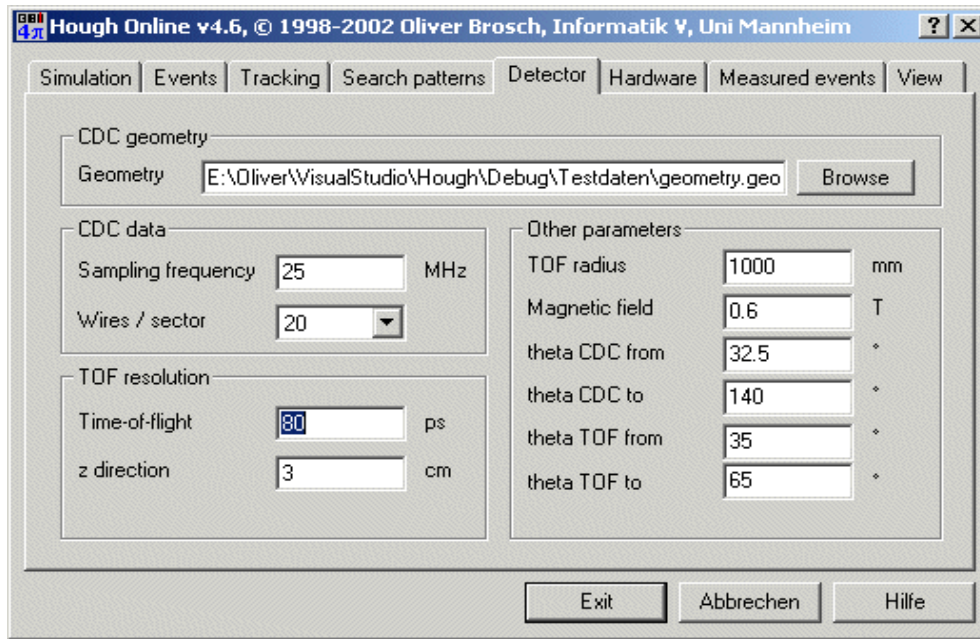 4π Hough Online v4.6, © 1998-2002 Oliver Brosch, Informatik V, Uni Mannheim
Simulation Events Tracking Search patterns Detector Hardware Measured events View
CDC geometry
Geometry E:\Oliver\VisualStudio\Hough\Debug\Testdaten\geometry.geo Browse
CDC data
Sampling frequency 25 MHz
Wires / sector 20
TOF resolution
Time-of-flight 80 ps
z direction 3 cm
Other parameters
TOF radius 1000 mm
Magnetic field 0.6 T
theta CDC from 32.5 °
theta CDC to 140 °
theta TOF from 35 °
theta TOF to 65 °
Exit Abbrechen Hilfe